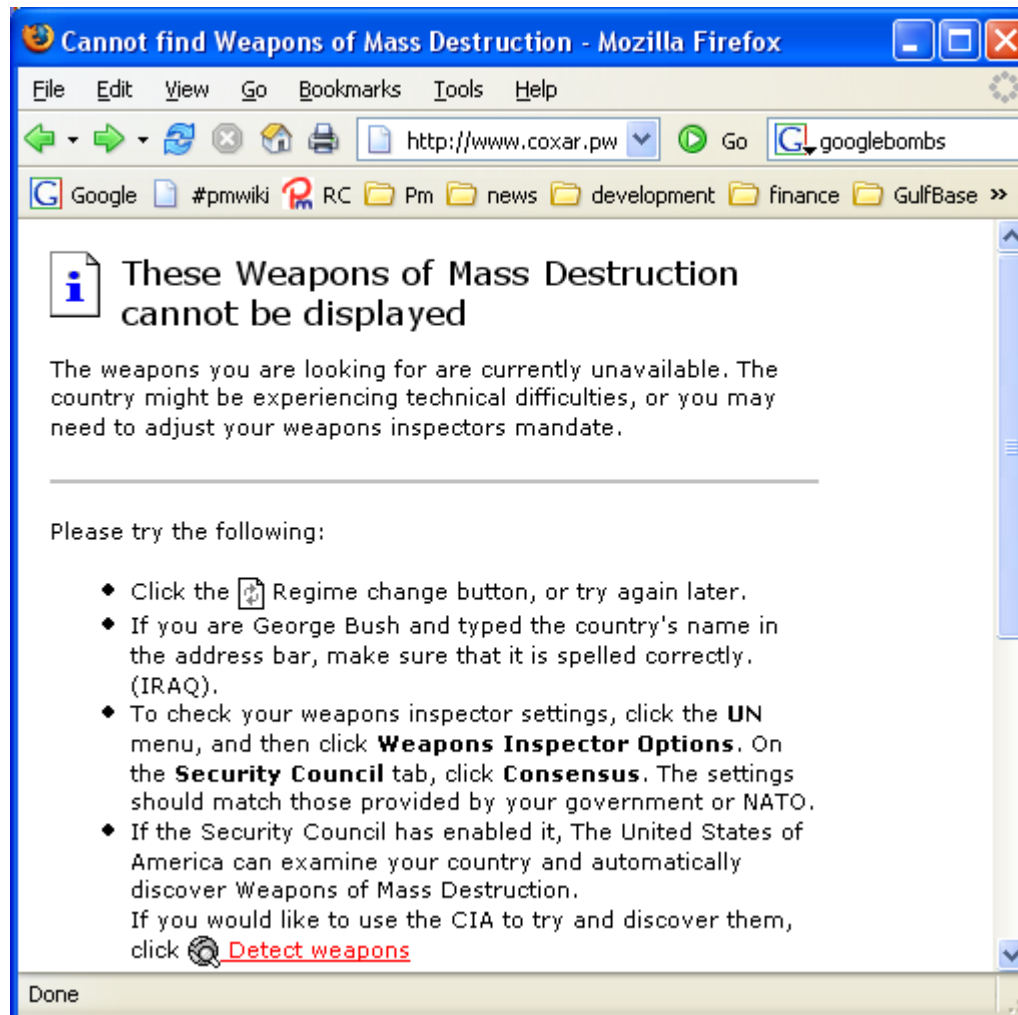 Cannot find Weapons of Mass Destruction - Mozilla Firefox
File Edit View Go Bookmarks Tools Help
http://www.coxar.pw Go G googlebombs
G Google #pmwiki RC Pm news development finance GulfBase »
These Weapons of Mass Destruction
cannot be displayed
The weapons you are looking for are currently unavailable. The
country might be experiencing technical difficulties, or you may
need to adjust your weapons inspectors mandate.
Please try the following:
Click the Regime change button, or try again later.
If you are George Bush and typed the country's name in
the address bar, make sure that it is spelled correctly.
(IRAQ).
To check your weapons inspector settings, click the UN
menu, and then click Weapons Inspector Options. On
the Security Council tab, click Consensus. The settings
should match those provided by your government or NATO.
If the Security Council has enabled it, The United States of
America can examine your country and automatically
discover Weapons of Mass Destruction.
If you would like to use the CIA to try and discover them,
click Detect weapons
Done